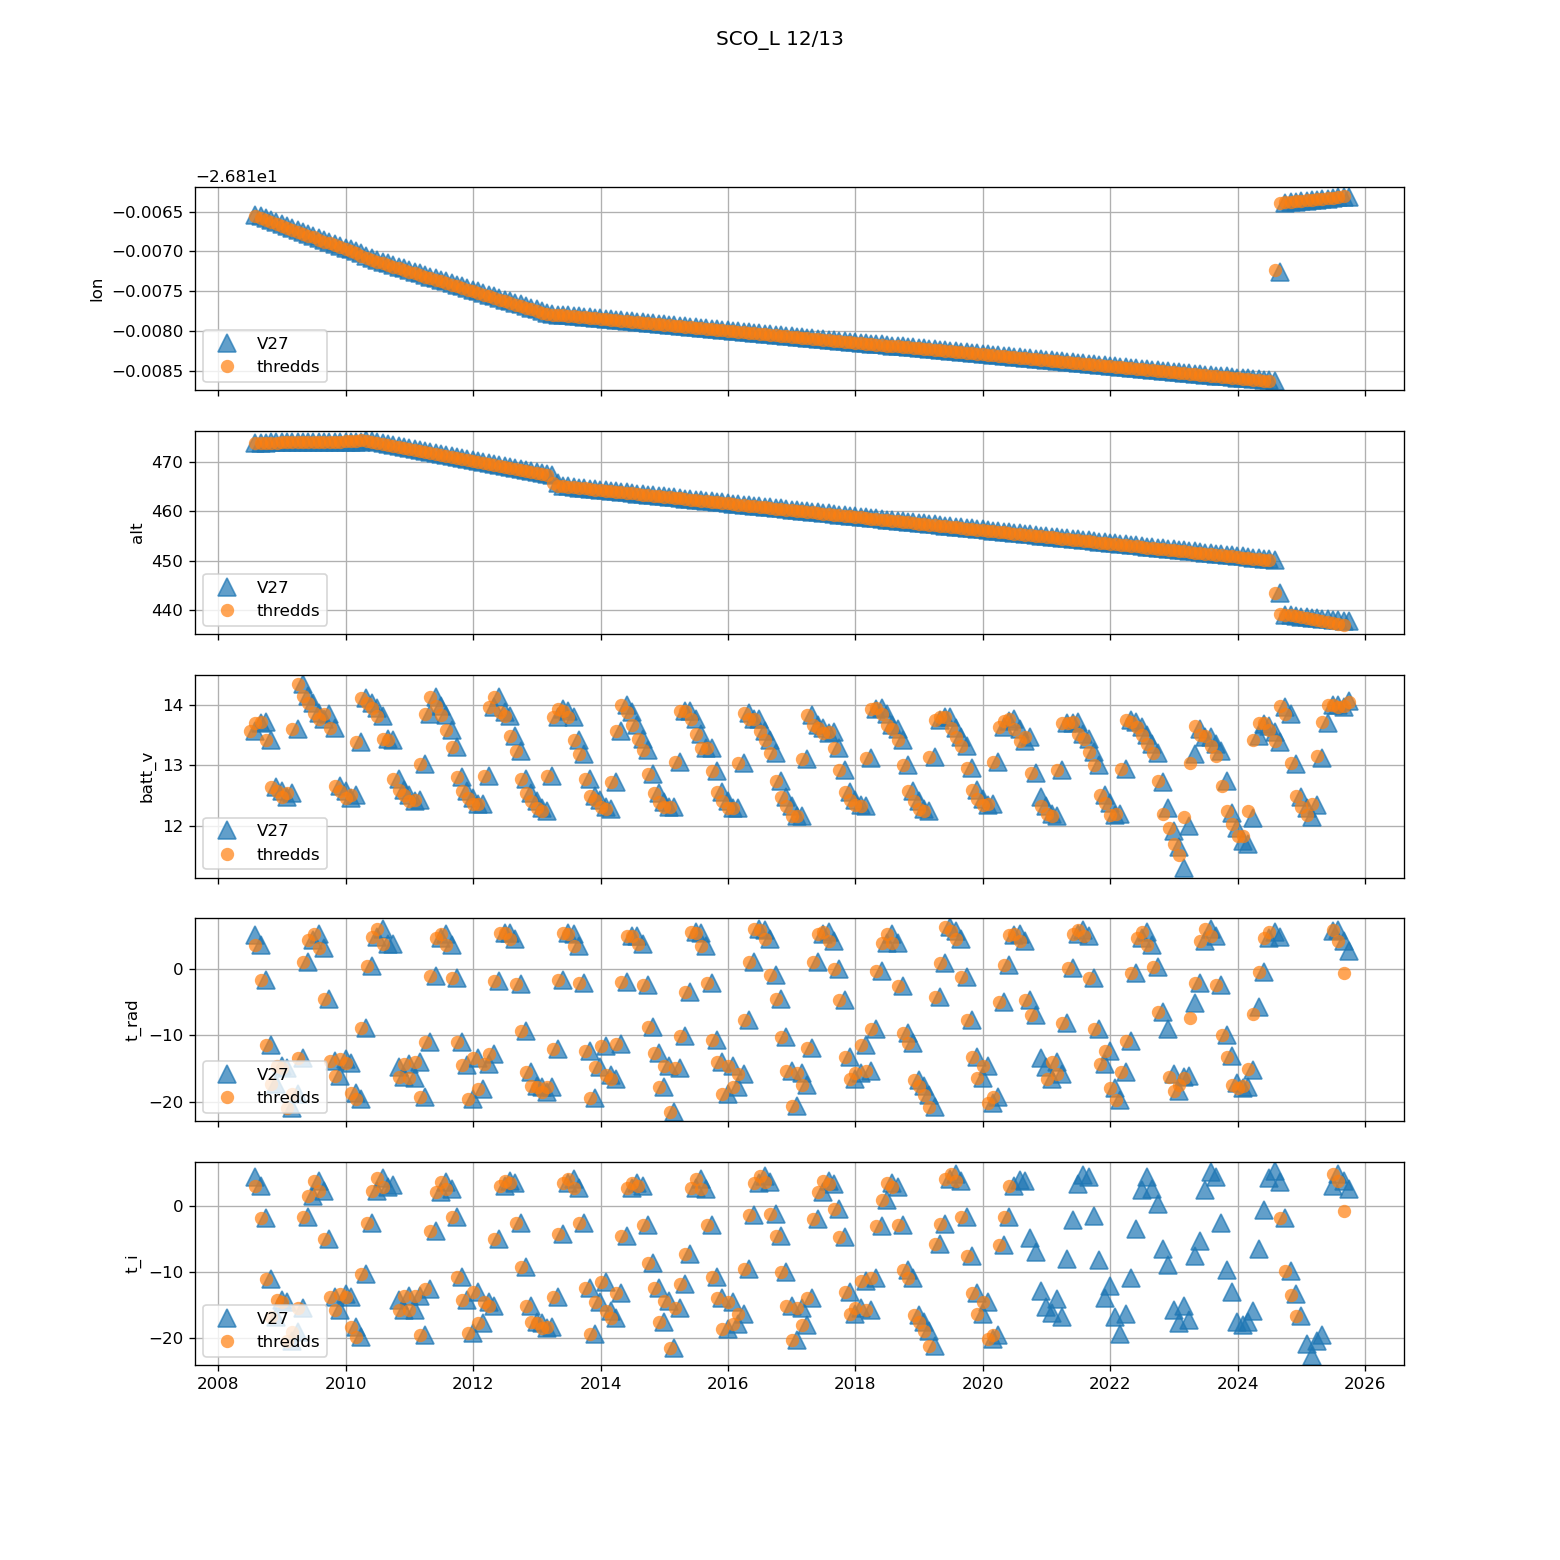 SCO_L 12/13
−2.681e1
−0.0065
−0.0070
−0.0075
−0.0080
−0.0085
lon
V27
thredds
470
460
450
440
alt
V27
thredds
14
13
12
batt_v
V27
thredds
0
−10
−20
t_rad
V27
thredds
0
−10
−20
t_i
V27
thredds
2008 2010 2012 2014 2016 2018 2020 2022 2024 2026